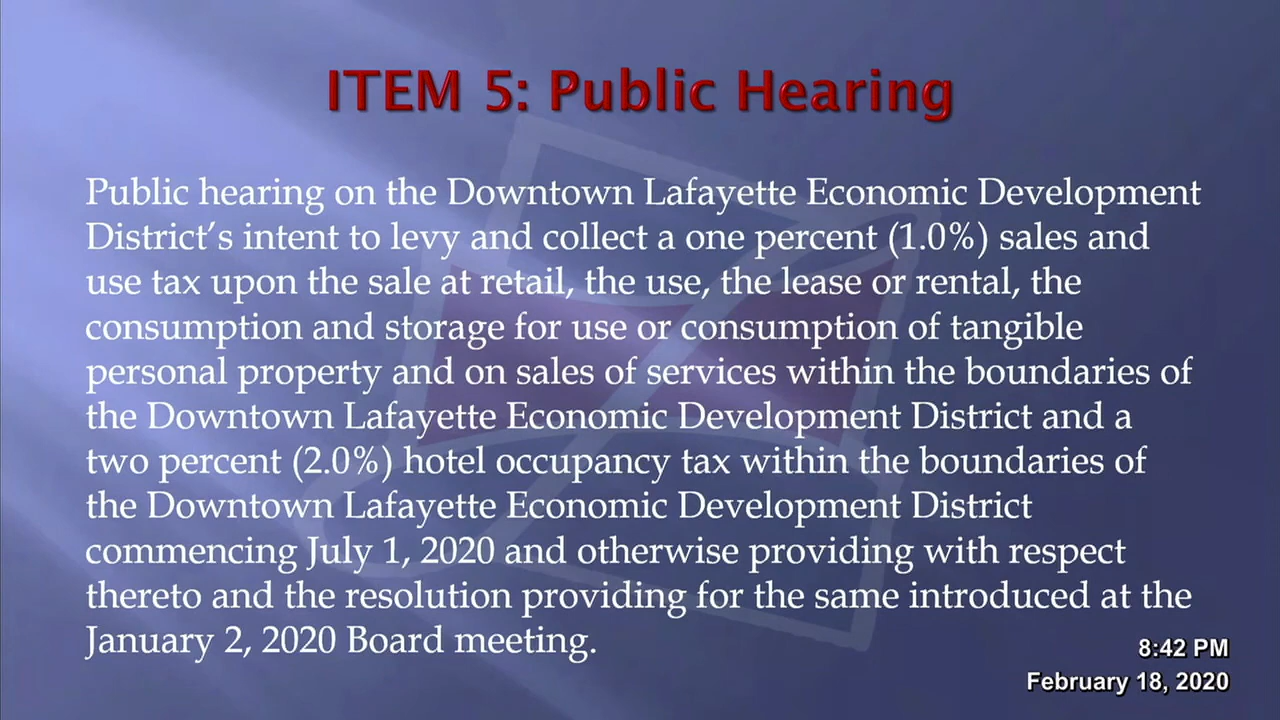 ITEM 5: Public Hearing
Public hearing on the Downtown Lafayette Economic Development
District's intent to levy and collect a one percent (1.0%) sales and
use tax upon the sale at retail, the use, the lease or rental, the
consumption and storage for use or consumption of tangible
personal property and on sales of services within the boundaries of
the Downtown Lafayette Economic Development District and a
two percent (2.0%) hotel occupancy tax within the boundaries of
the Downtown Lafayette Economic Development District
commencing July 1, 2020 and otherwise providing with respect
thereto and the resolution providing for the same introduced at the
January 2, 2020 Board meeting.
8:42 PM
February 18, 2020